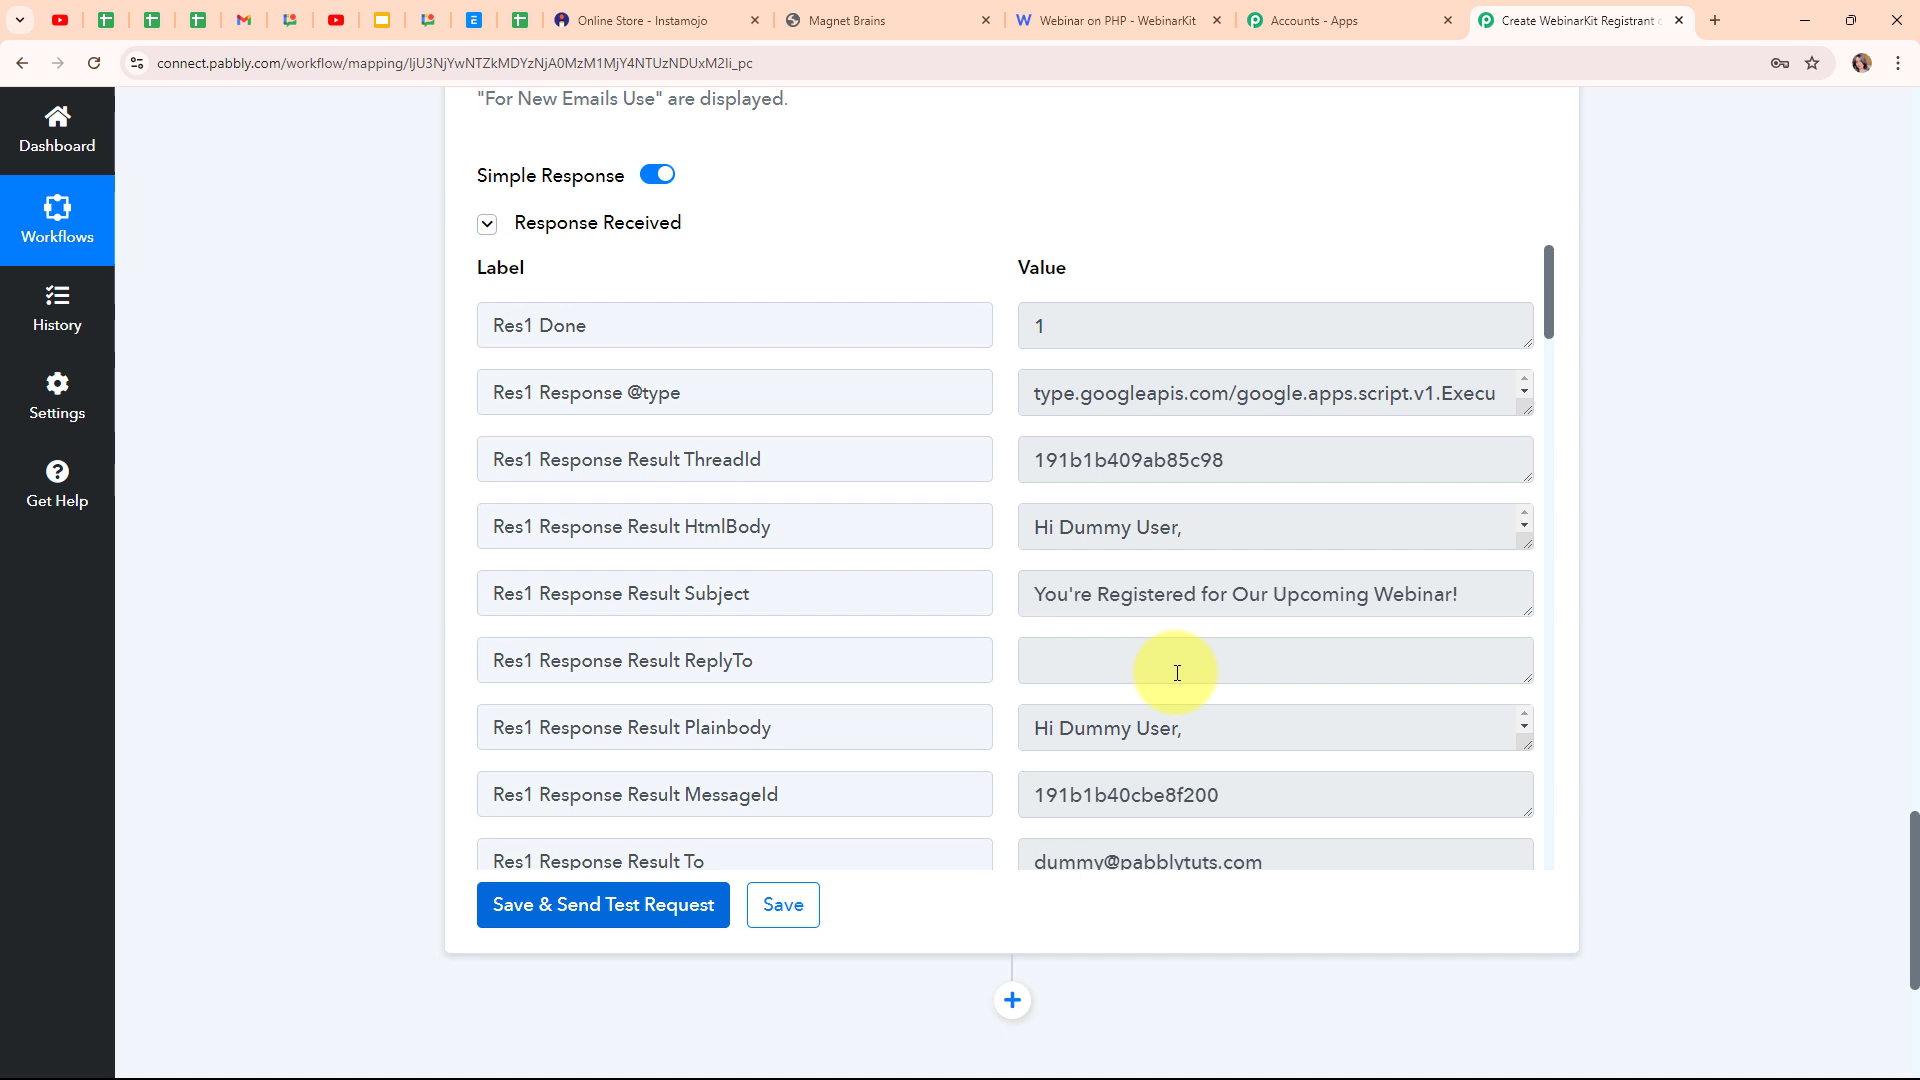 Online Store - Instamojo
Magnet Brains
Webinar on PHP - WebinarKit
Accounts - Apps
Create WebinarKit Registrant
connect.pabbly.com/workflow/mapping/IjU3NjYwNTZkMDYzNjA0MzM1MjY4NTUzNDUxM2Ii_pc
Dashboard
Workflows
History
Settings
Get Help
"For New Emails Use" are displayed.
Simple Response
Response Received
Label Value
Res1 Done 1
Res1 Response @type type.googleapis.com/google.apps.script.v1.Execu
Res1 Response Result ThreadId 191b1b409ab85c98
Res1 Response Result HtmlBody Hi Dummy User,
Res1 Response Result Subject You're Registered for Our Upcoming Webinar!
Res1 Response Result ReplyTo
Res1 Response Result Plainbody Hi Dummy User,
Res1 Response Result MessageId 191b1b40cbe8f200
Res1 Response Result To dummy@pabblytuts.com
Save & Send Test Request Save